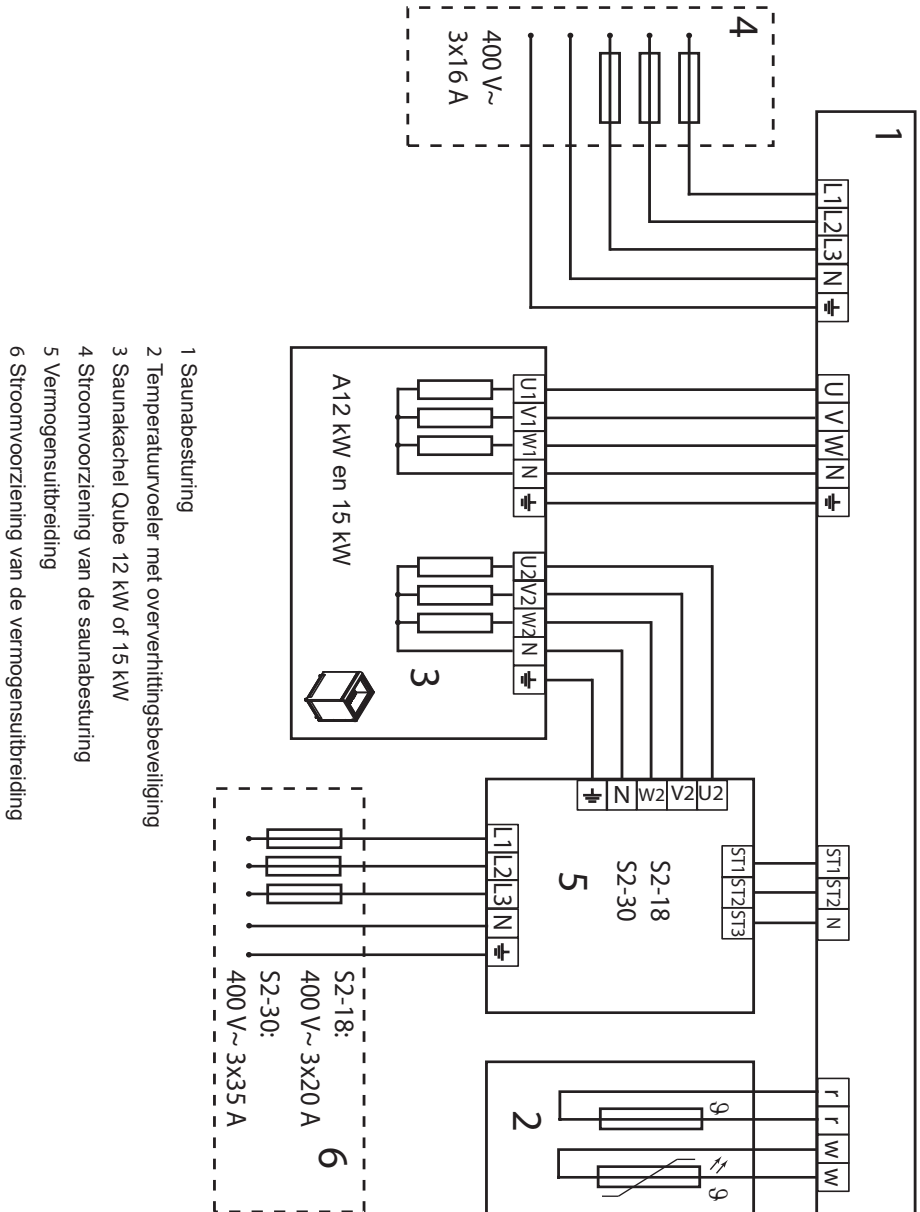 4
400 V~
3x16 A
1
L1 L2 L3 N
U V W N
ST1 ST2 N
r r w w
U1 V1 W1 N
U2 V2 W2 N
A12 kW en 15 kW
3
N W2 V2 U2
ST1 ST2 ST3
S2-18
S2-30
5
L1 L2 L3 N
2
ϑ
ϑ
S2-18:
400 V~ 3x20 A
S2-30:
400 V~ 3x35 A
6
1 Saunabesturing
2 Temperatuurvoeler met oververhittingsbeveiliging
3 Saunakachel Qube 12 kW of 15 kW
4 Stroomvoorziening van de saunabesturing
5 Vermogensuitbreiding
6 Stroomvoorziening van de vermogensuitbreiding